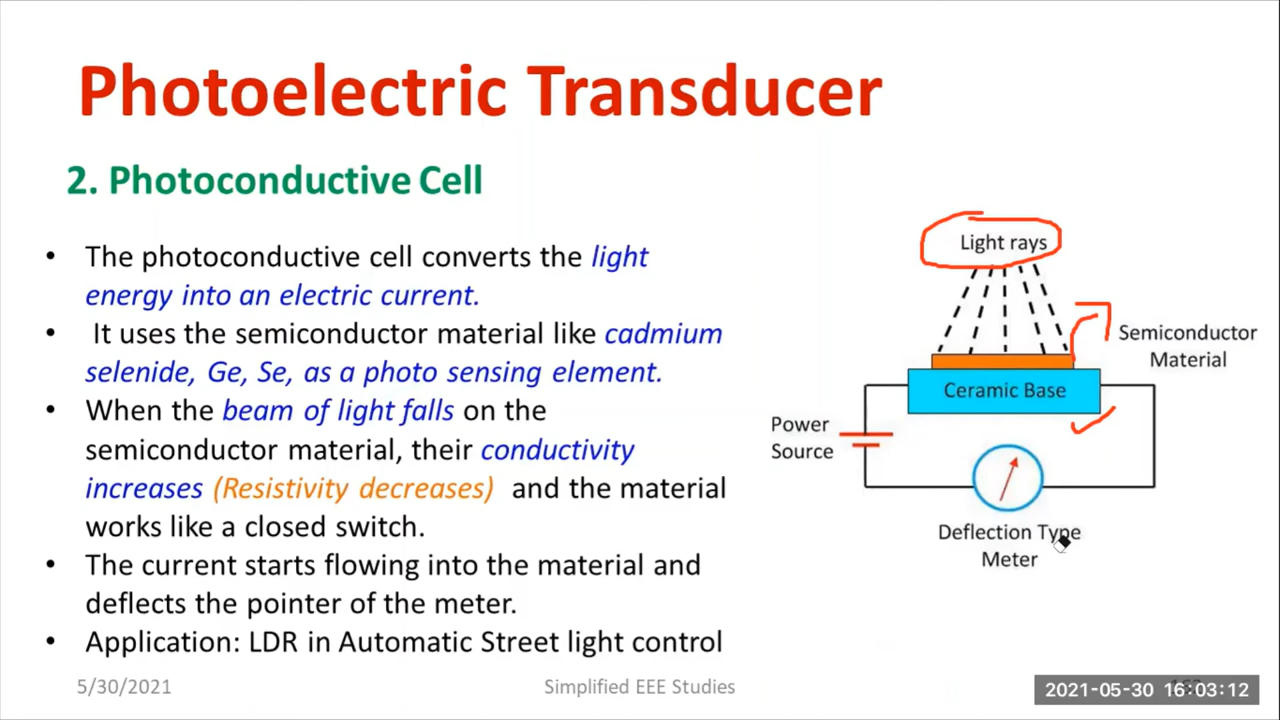 Photoelectric Transducer
2. Photoconductive Cell
• The photoconductive cell converts the light
energy into an electric current.
• It uses the semiconductor material like cadmium
selenide, Ge, Se, as a photo sensing element.
• When the beam of light falls on the
semiconductor material, their conductivity
increases (Resistivity decreases) and the material
works like a closed switch.
• The current starts flowing into the material and
deflects the pointer of the meter.
• Application: LDR in Automatic Street light control
Light rays
Semiconductor
Material
Ceramic Base
Power
Source
Deflection Type
Meter
5/30/2021
Simplified EEE Studies
2021-05-30 16:03:12